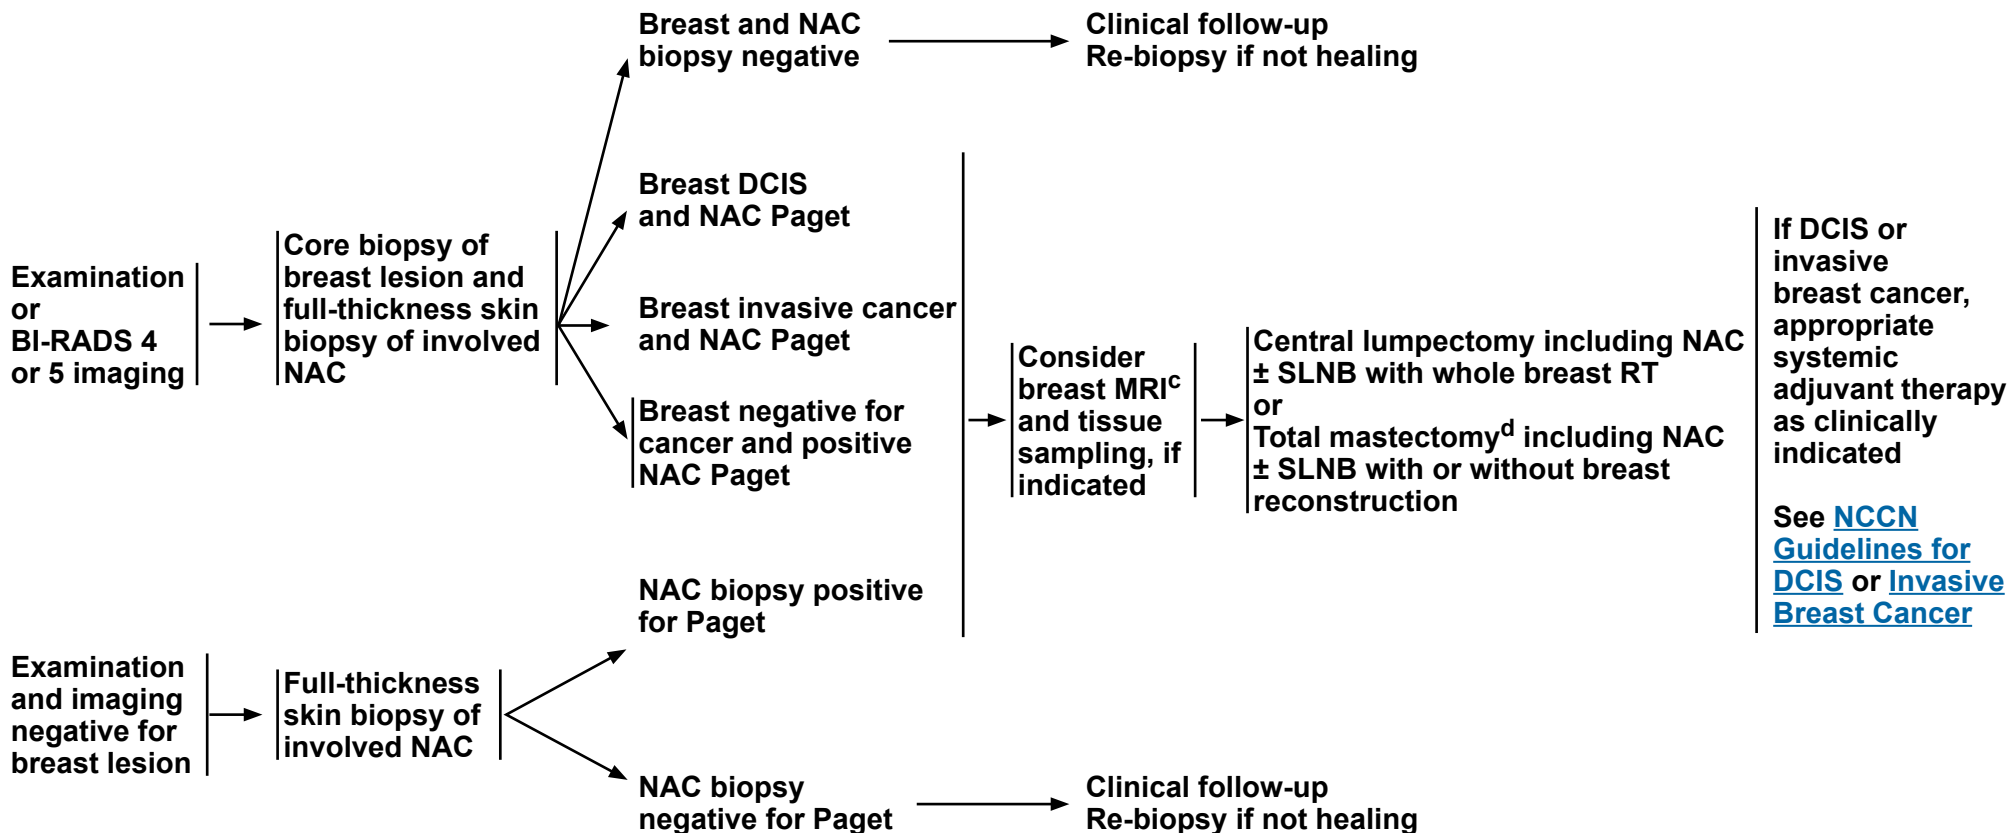 Breast and NAC
biopsy negative
Clinical follow-up
Re-biopsy if not healing
Breast DCIS
and NAC Paget
Examination
or
BI-RADS 4
or 5 imaging
Core biopsy of
breast lesion and
full-thickness skin
biopsy of involved
NAC
Breast invasive cancer
and NAC Paget
Breast negative for
cancer and positive
NAC Paget
Consider
breast MRIc
and tissue
sampling, if
indicated
Central lumpectomy including NAC
± SLNB with whole breast RT
or
Total mastectomyd including NAC
± SLNB with or without breast
reconstruction
If DCIS or
invasive
breast cancer,
appropriate
systemic
adjuvant therapy
as clinically
indicated
See NCCN
Guidelines for
DCIS or Invasive
Breast Cancer
NAC biopsy positive
for Paget
Examination
and imaging
negative for
breast lesion
Full-thickness
skin biopsy of
involved NAC
NAC biopsy
negative for Paget
Clinical follow-up
Re-biopsy if not healing